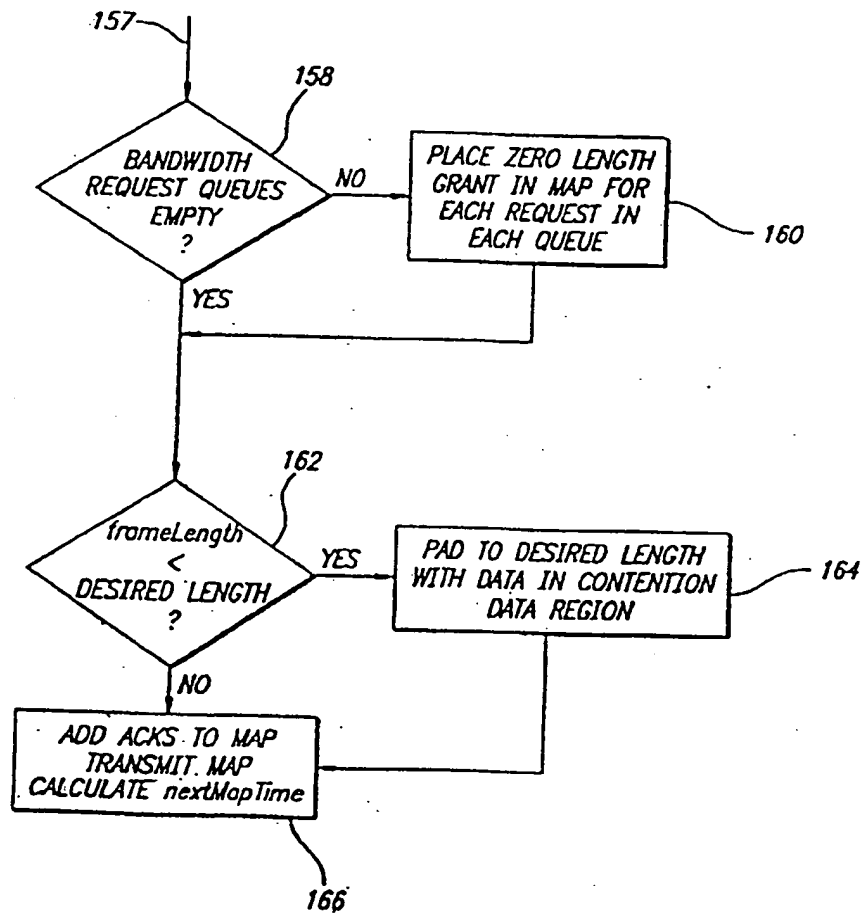 157
158
BANDWIDTH
REQUEST QUEUES
EMPTY
?
NO
PLACE ZERO LENGTH
GRANT IN MAP FOR
EACH REQUEST IN
EACH QUEUE
160
YES
162
frameLength
<
DESIRED LENGTH
?
YES
PAD TO DESIRED LENGTH
WITH DATA IN CONTENTION
DATA REGION
164
NO
ADD ACKS TO MAP
TRANSMIT MAP
CALCULATE nextMapTime
166